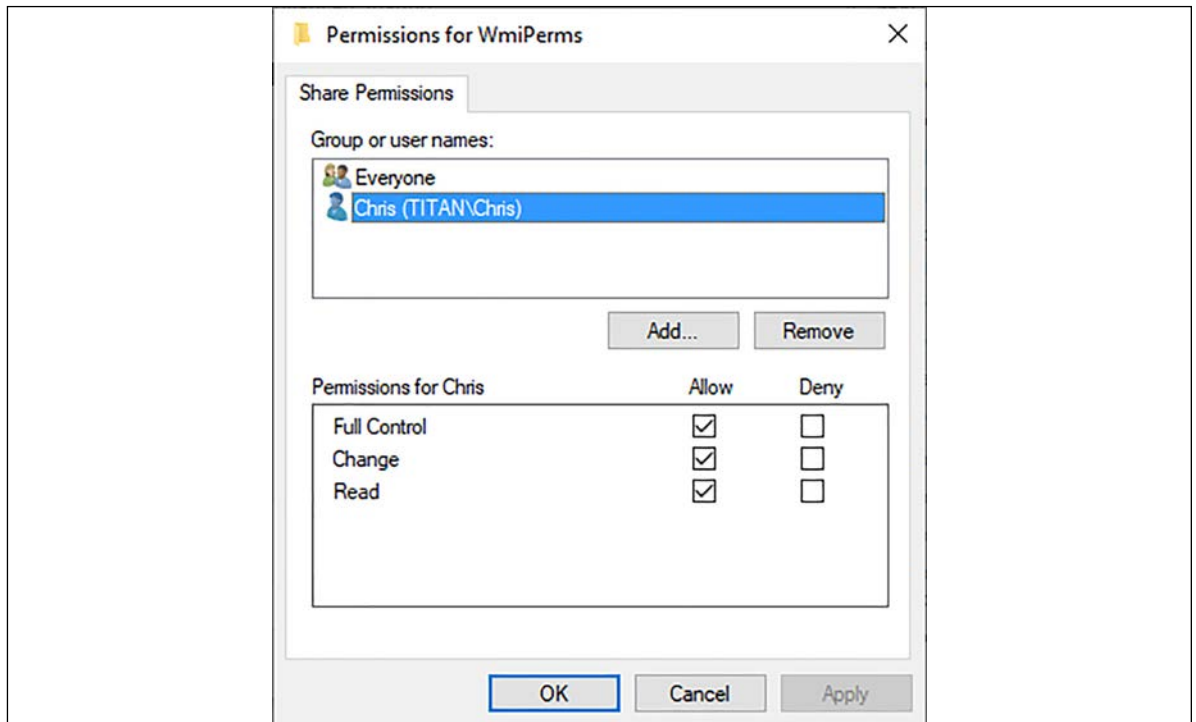 Permissions for WmiPerms
Share Permissions
Group or user names:
Everyone
Chris (TITAN\Chris)
Add... Remove
Permissions for Chris Allow Deny
Full Control
Change
Read
OK Cancel Apply